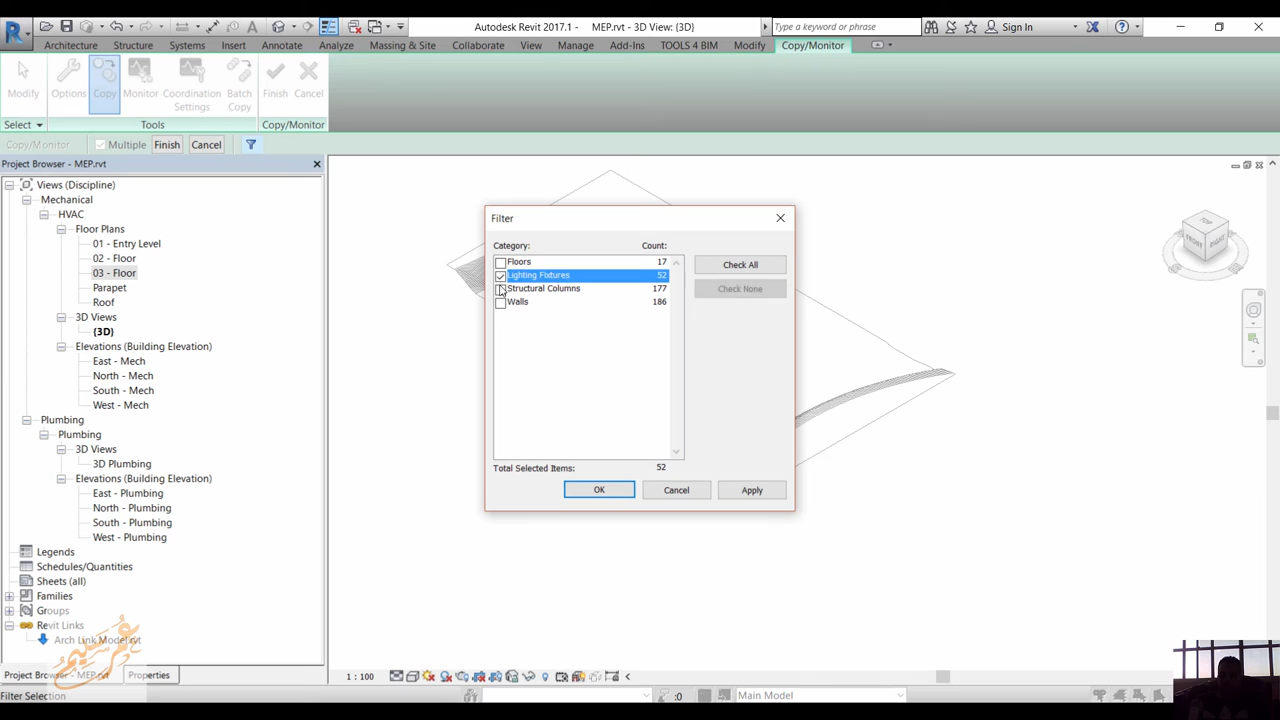 Autodesk Revit 2017.1 - MEP.rvt - 3D View: {3D}
Type a keyword or phrase
Sign In
Architecture Structure Systems Insert Annotate Analyze Massing & Site Collaborate View Manage Add-Ins TOOLS 4 BIM Modify Copy/Monitor
Modify Options Copy Monitor Coordination Settings Batch Copy Finish Cancel
Select Tools Copy/Monitor
Copy/Monitor Multiple Finish Cancel
Project Browser - MEP.rvt
Views (Discipline)
Mechanical
HVAC
Floor Plans
01 - Entry Level
02 - Floor
03 - Floor
Parapet
Roof
3D Views
{3D}
Elevations (Building Elevation)
East - Mech
North - Mech
South - Mech
West - Mech
Plumbing
Plumbing
3D Views
3D Plumbing
Elevations (Building Elevation)
East - Plumbing
North - Plumbing
South - Plumbing
West - Plumbing
Legends
Schedules/Quantities
Sheets (all)
Families
Groups
Revit Links
Arch Link Model.rvt
Project Browser - MEP.rvt Properties
Filter Selection
Filter
Category: Count:
Floors 17
Lighting Fixtures 52
Structural Columns 177
Walls 186
Check All
Check None
Total Selected Items: 52
OK Cancel Apply
TOP
FRONT
RIGHT
1 : 100
:0
Main Model
عمر سليم